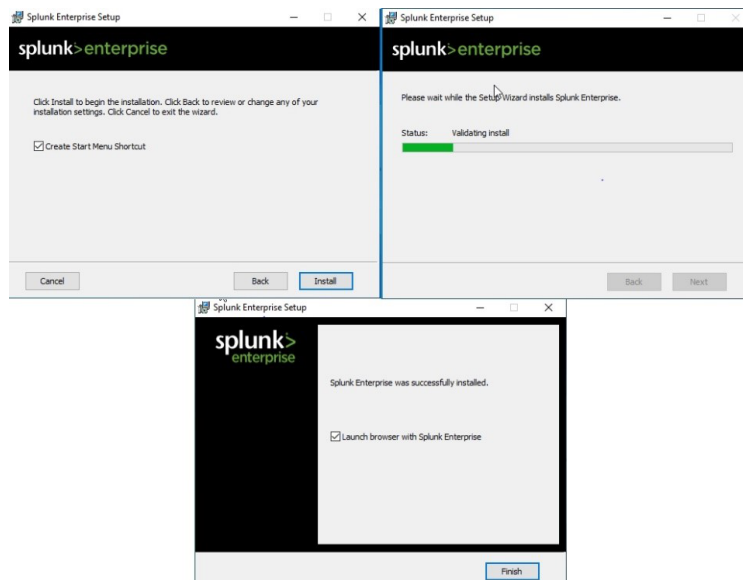 Splunk Enterprise Setup
splunk>enterprise
Click Install to begin the installation. Click Back to review or change any of your
installation settings. Click Cancel to exit the wizard.
Create Start Menu Shortcut
Cancel
Back
Install
Splunk Enterprise Setup
splunk>enterprise
Please wait while the Setup Wizard installs Splunk Enterprise.
Status: Validating install
Back
Next
Splunk Enterprise Setup
splunk>
enterprise
Splunk Enterprise was successfully installed.
Launch browser with Splunk Enterprise
Finish